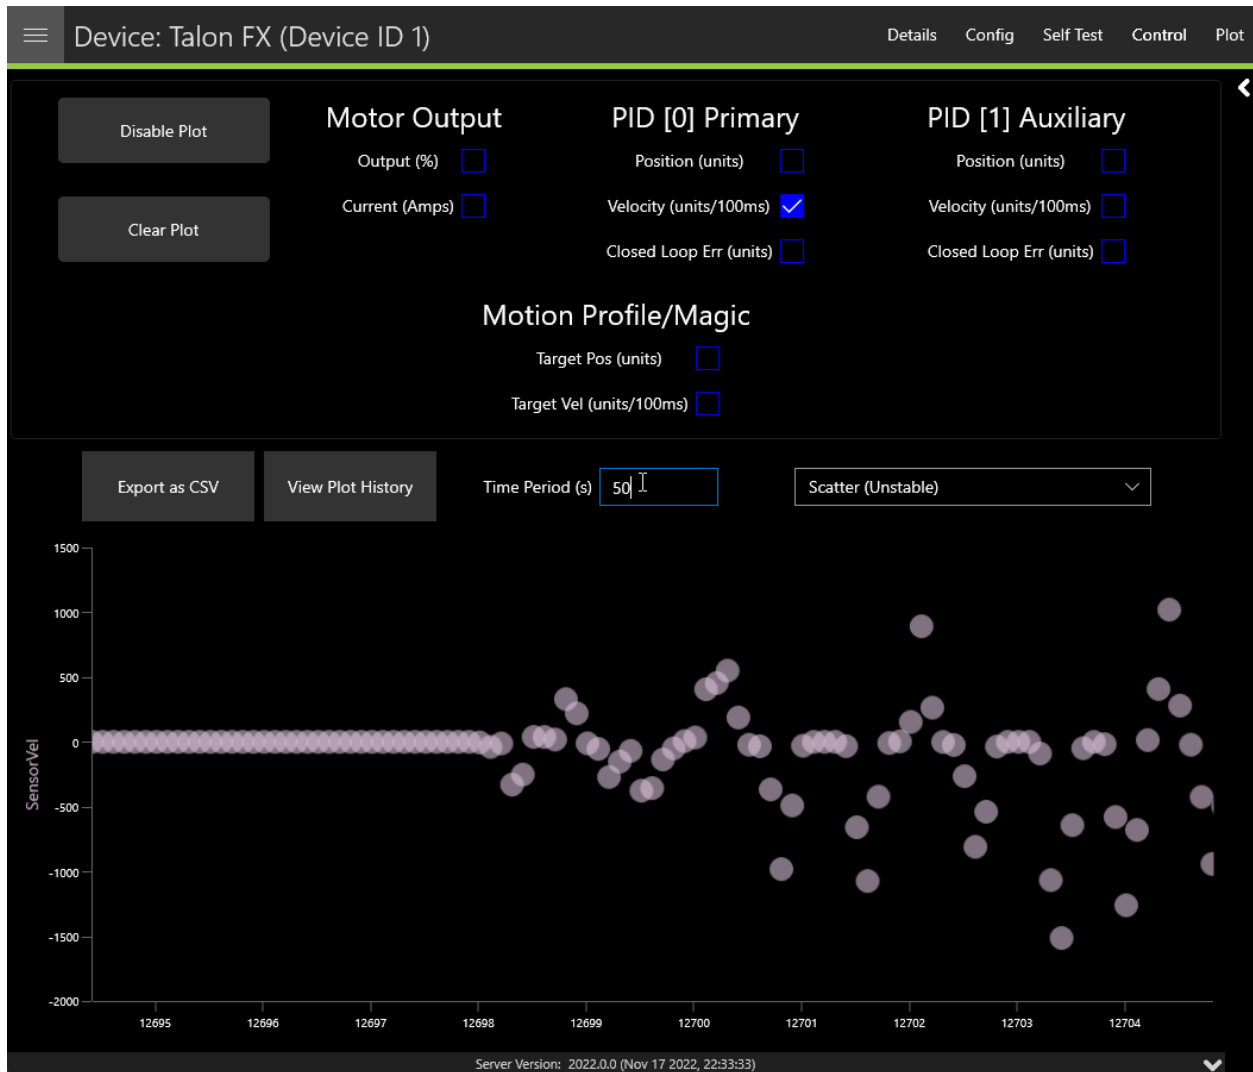 Device: Talon FX (Device ID 1)
Details Config Self Test Control Plot
Disable Plot
Clear Plot
Motor Output
Output (%)
Current (Amps)
PID [0] Primary
Position (units)
Velocity (units/100ms)
Closed Loop Err (units)
PID [1] Auxiliary
Position (units)
Velocity (units/100ms)
Closed Loop Err (units)
Motion Profile/Magic
Target Pos (units)
Target Vel (units/100ms)
Export as CSV
View Plot History
Time Period (s) 50
Scatter (Unstable)
SensorVel
1500
1000
500
0
-500
-1000
-1500
-2000
12695 12696 12697 12698 12699 12700 12701 12702 12703 12704
Server Version: 2022.0.0 (Nov 17 2022, 22:33:33)